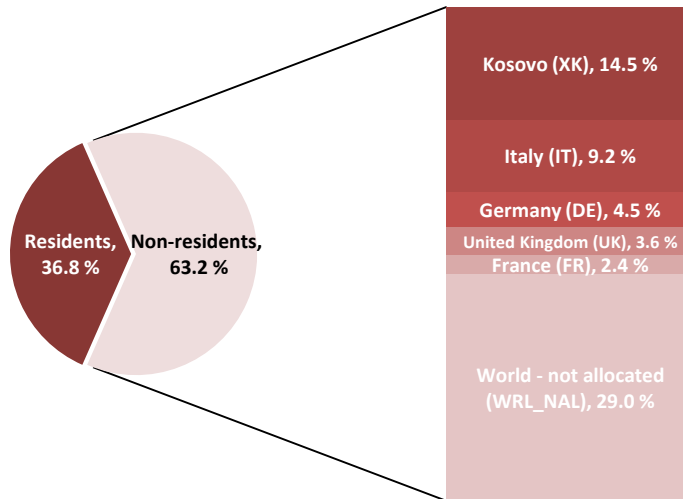 Kosovo (XK), 14.5 %
Italy (IT), 9.2 %
Germany (DE), 4.5 %
United Kingdom (UK), 3.6 %
France (FR), 2.4 %
World - not allocated
(WRL_NAL), 29.0 %
Residents,
36.8 %
Non-residents,
63.2 %